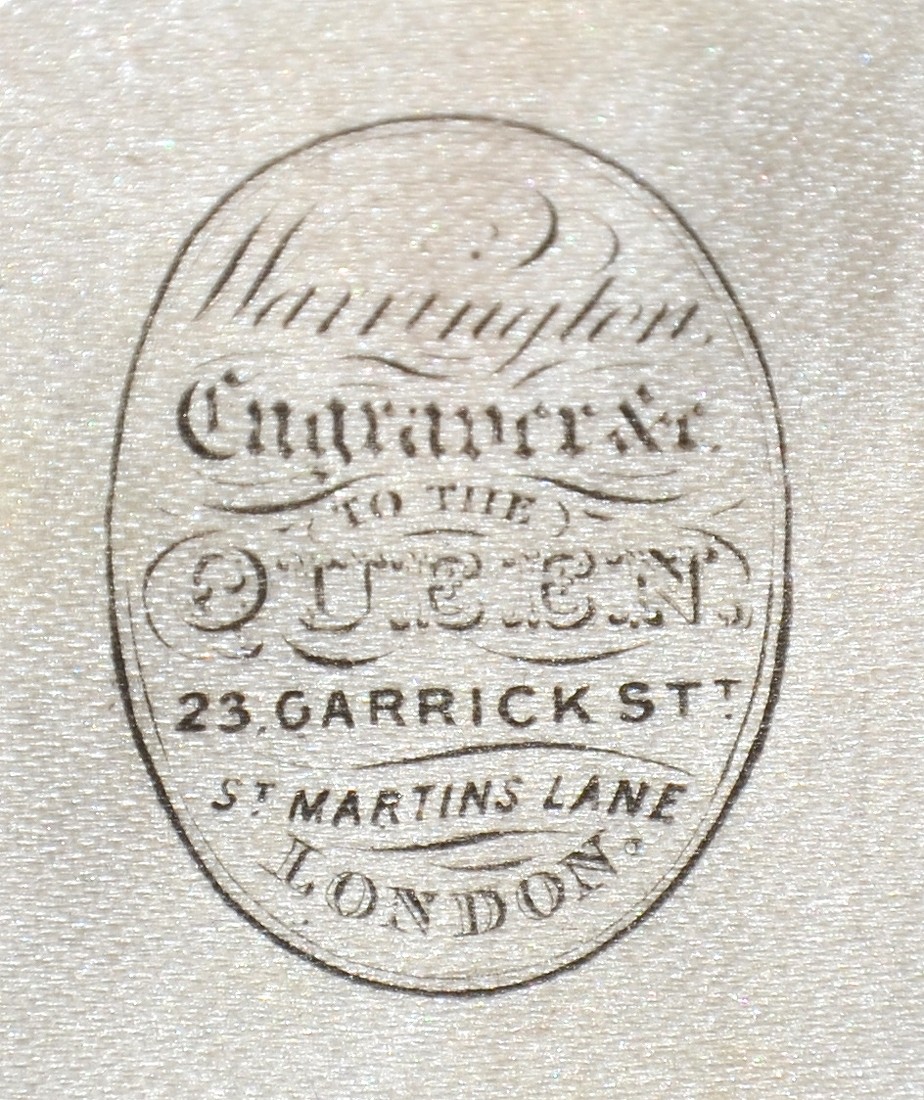 Warrington.
Engraver &c.
TO THE
QUEEN.
23, GARRICK STT
ST MARTINS LANE
LONDON.